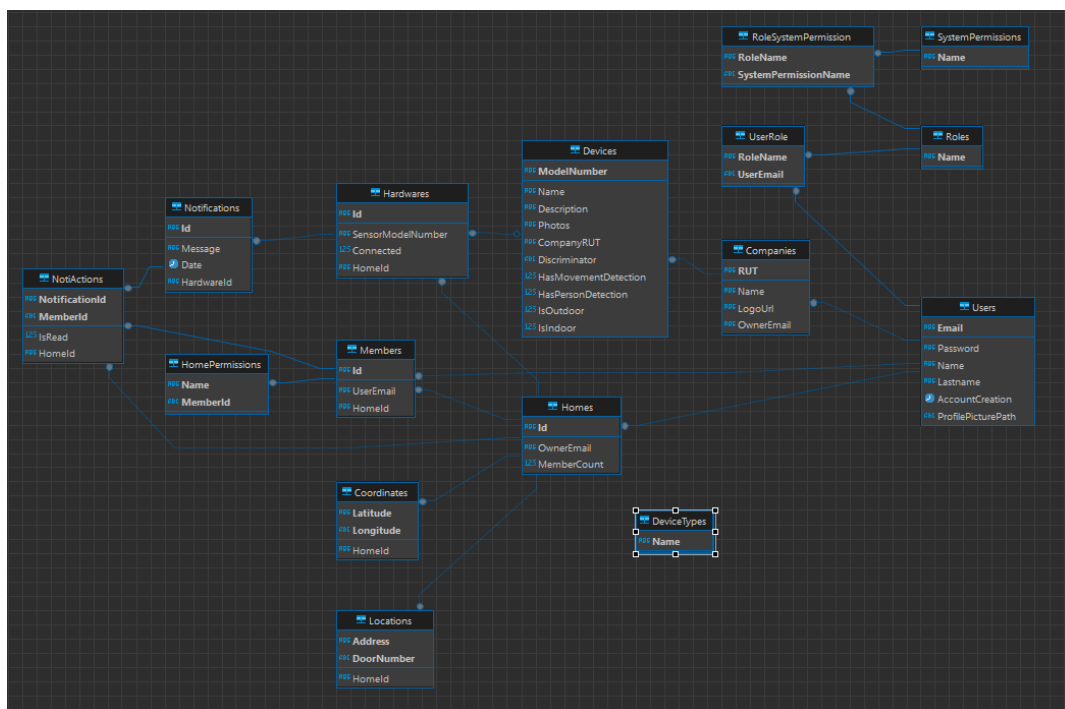 RoleSystemPermission
RoleName
SystemPermissionName
SystemPermissions
Name
UserRole
RoleName
UserEmail
Roles
Name
Devices
ModelNumber
Name
Description
Photos
CompanyRUT
Discriminator
HasMovementDetection
HasPersonDetection
IsOutdoor
IsIndoor
Hardwares
Id
SensorModelNumber
Connected
HomeId
Notifications
Id
Message
Date
HardwareId
NotiActions
NotificationId
MemberId
IsRead
HomeId
HomePermissions
Name
MemberId
Members
Id
UserEmail
HomeId
Companies
RUT
Name
LogoUrl
OwnerEmail
Users
Email
Password
Name
Lastname
AccountCreation
ProfilePicturePath
Homes
Id
OwnerEmail
MemberCount
Coordinates
Latitude
Longitude
HomeId
DeviceTypes
Name
Locations
Address
DoorNumber
HomeId